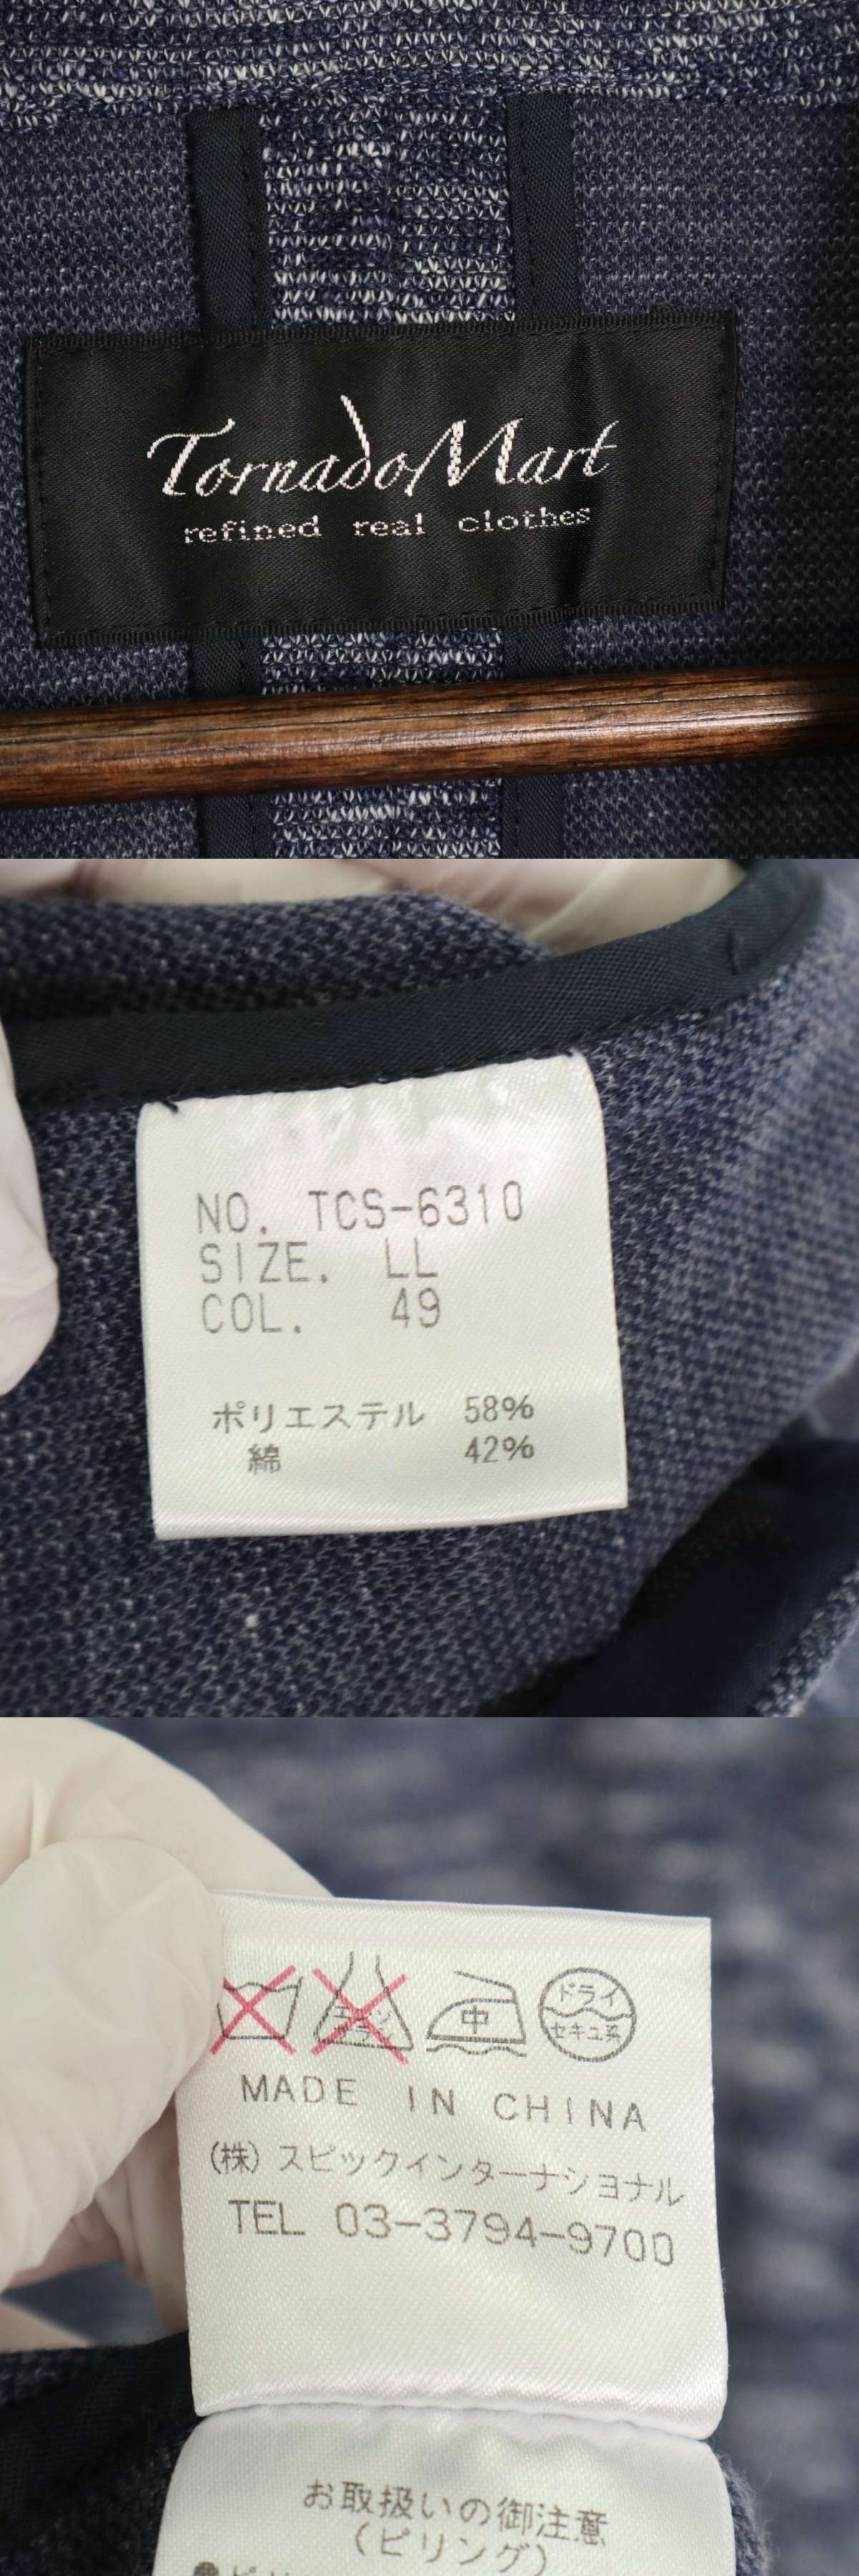 TornadoMart
refined real clothes
NO. TCS-6310
SIZE. LL
COL. 49
ポリエステル 58%
綿 42%
中
ドライ
セキユ系
MADE IN CHINA
(株) スピックインターナショナル
TEL 03-3794-9700
お取扱いの御注意
(ピリング)